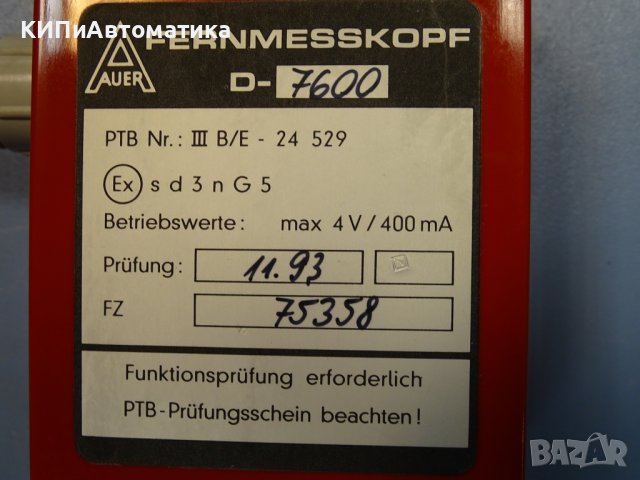 КИПиАвтоматика
AUER
FERNMESSKOPF
D-7600
PTB Nr.: III B/E - 24 529
Ex s d 3 n G 5
Betriebswerte: max 4 V / 400 mA
Prüfung: 11.93
FZ 75358
Funktionsprüfung erforderlich
PTB-Prüfungsschein beachten!
BAZAR